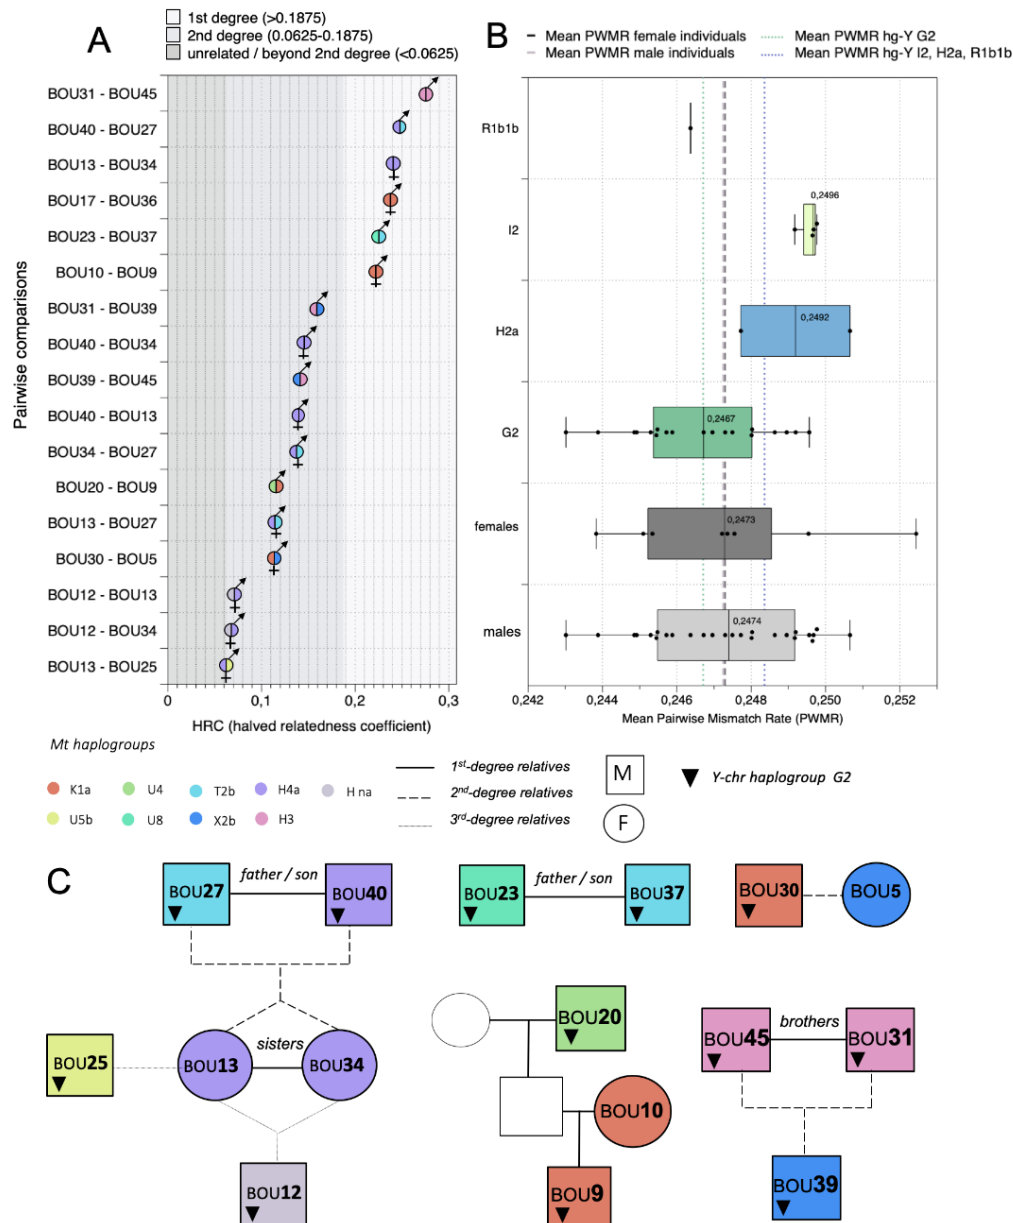 A
1st degree (>0.1875)
2nd degree (0.0625-0.1875)
unrelated / beyond 2nd degree (<0.0625)
Pairwise comparisons
BOU31 - BOU45
BOU40 - BOU27
BOU13 - BOU34
BOU17 - BOU36
BOU23 - BOU37
BOU10 - BOU9
BOU31 - BOU39
BOU40 - BOU34
BOU39 - BOU45
BOU40 - BOU13
BOU34 - BOU27
BOU20 - BOU9
BOU13 - BOU27
BOU30 - BOU5
BOU12 - BOU13
BOU12 - BOU34
BOU13 - BOU25
0 0,1 0,2 0,3
HRC (halved relatedness coefficient)
B
Mean PWMR female individuals
Mean PWMR male individuals
Mean PWMR hg-Y G2
Mean PWMR hg-Y I2, H2a, R1b1b
R1b1b
I2
0,2496
H2a
0,2492
G2
0,2467
females
0,2473
males
0,2474
0,242 0,244 0,246 0,248 0,250 0,252
Mean Pairwise Mismatch Rate (PWMR)
Mt haplogroups
K1a U4 T2b H4a H na
U5b U8 X2b H3
1st-degree relatives
2nd-degree relatives
3rd-degree relatives
M
F
Y-chr haplogroup G2
C
BOU27 father / son BOU40
BOU23 father / son BOU37
BOU30 BOU5
BOU25 BOU13 sisters BOU34
BOU12
BOU20
BOU10
BOU9
BOU45 brothers BOU31
BOU39